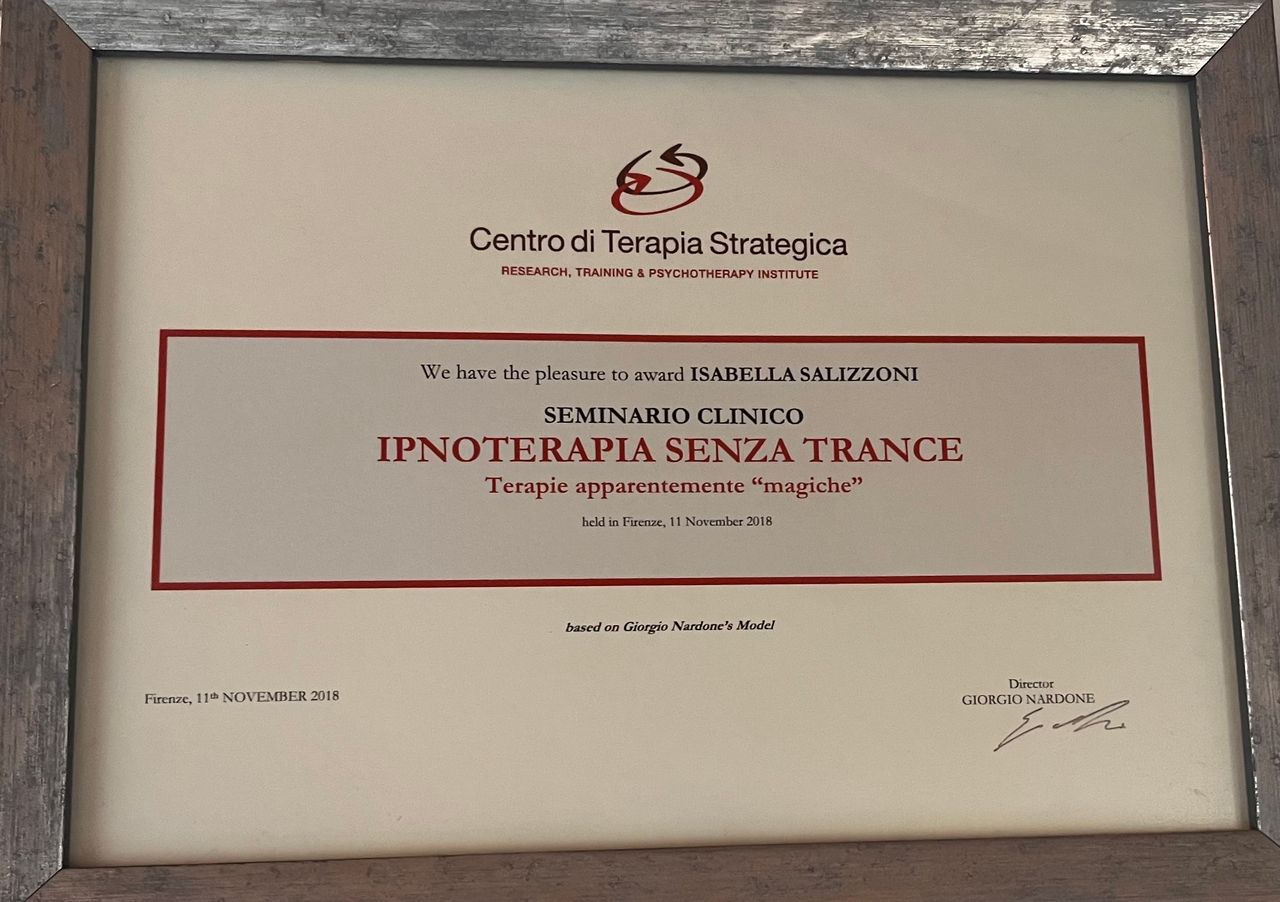 Centro di Terapia Strategica
RESEARCH, TRAINING & PSYCHOTHERAPY INSTITUTE
We have the pleasure to award ISABELLA SALIZZONI
SEMINARIO CLINICO
IPNOTERAPIA SENZA TRANCE
Terapie apparentemente “magiche”
held in Firenze, 11 November 2018
based on Giorgio Nardone's Model
Firenze, 11th NOVEMBER 2018
Director
GIORGIO NARDONE